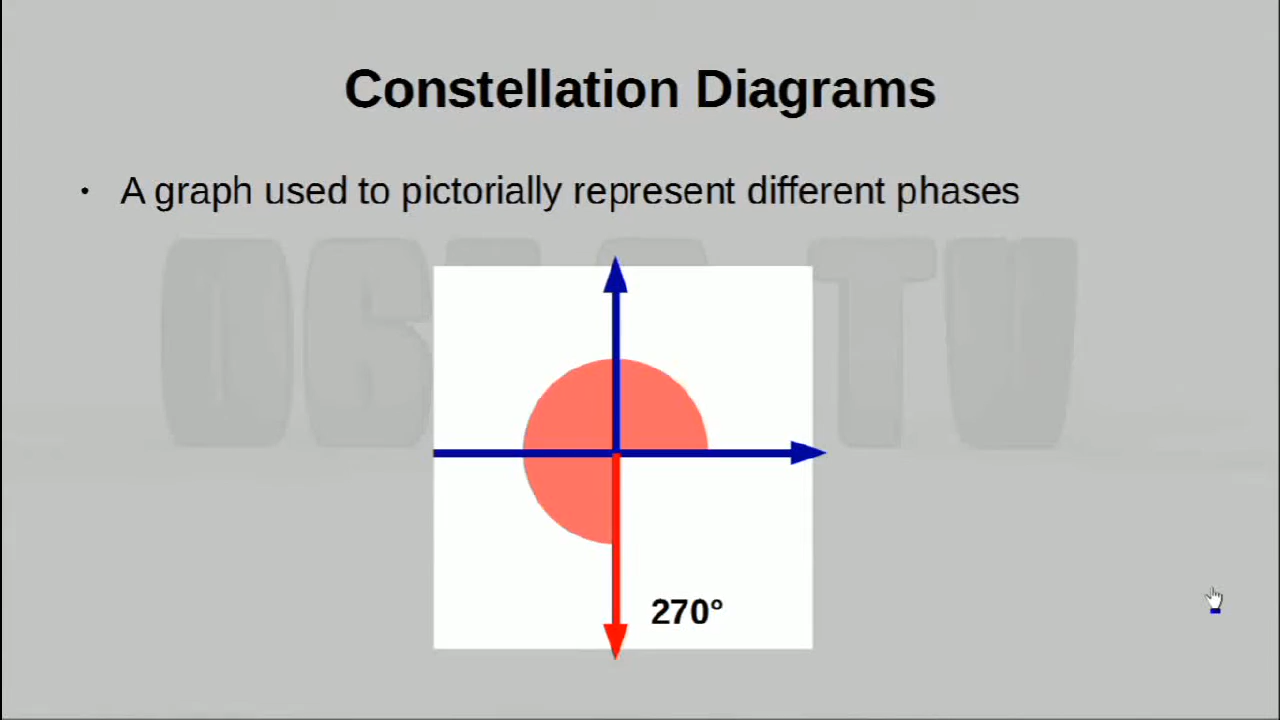 Constellation Diagrams
• A graph used to pictorially represent different phases
270°